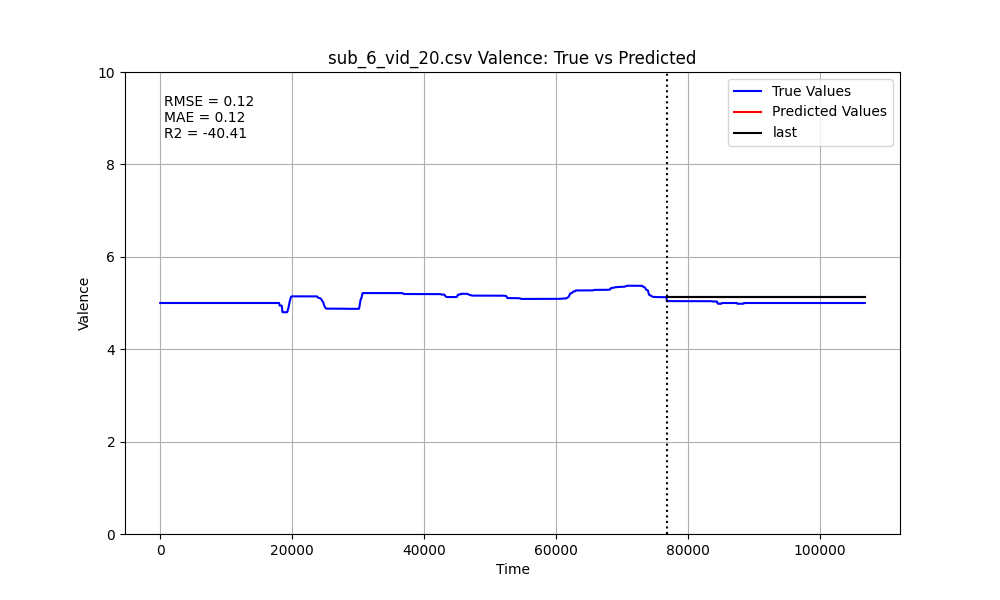 sub_6_vid_20.csv Valence: True vs Predicted
RMSE = 0.12
MAE = 0.12
R2 = -40.41
True Values
Predicted Values
last
Valence
10
8
6
4
2
0
0
20000
40000
60000
80000
100000
Time